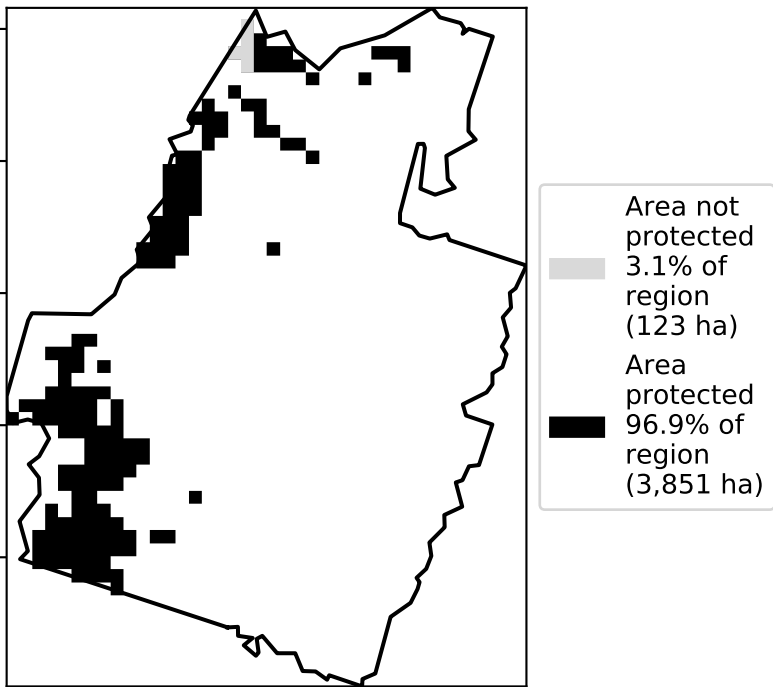 Area not
protected
3.1% of
region
(123 ha)
Area
protected
96.9% of
region
(3,851 ha)